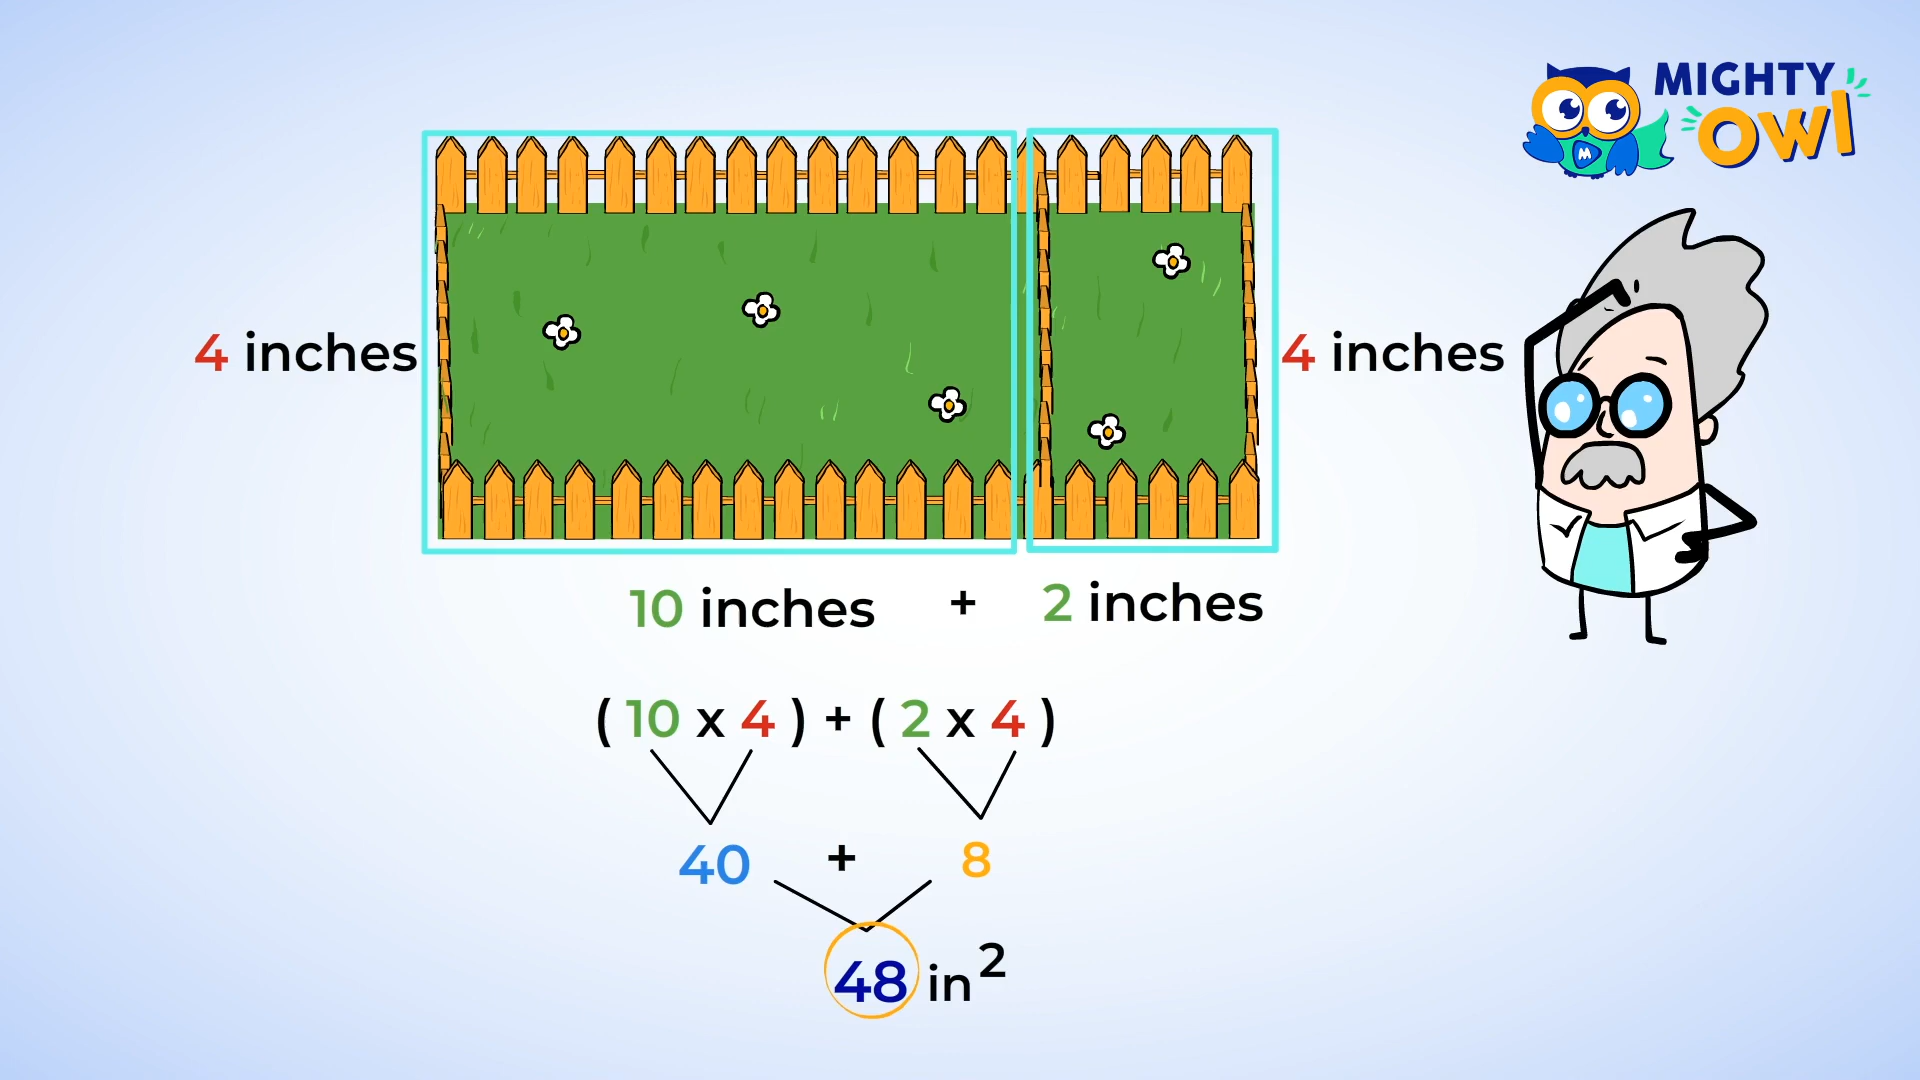 MIGHTY
OWl
4 inches
4 inches
10 inches + 2 inches
( 10 x 4 ) + ( 2 x 4 )
40 + 8
48 in²
M